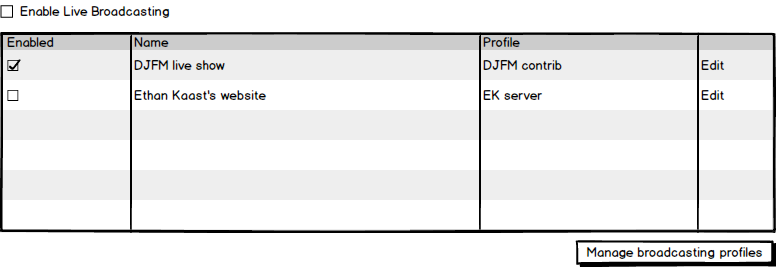 Enable Live Broadcasting
Enabled Name Profile
DJFM live show DJFM contrib Edit
Ethan Kaast's website EK server Edit
Manage broadcasting profiles